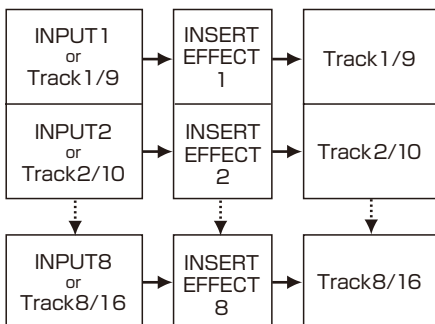 INPUT1
or
Track1/9
INSERT
EFFECT
1
Track1/9
INPUT2
or
Track2/10
INSERT
EFFECT
2
Track2/10
INPUT8
or
Track8/16
INSERT
EFFECT
8
Track8/16